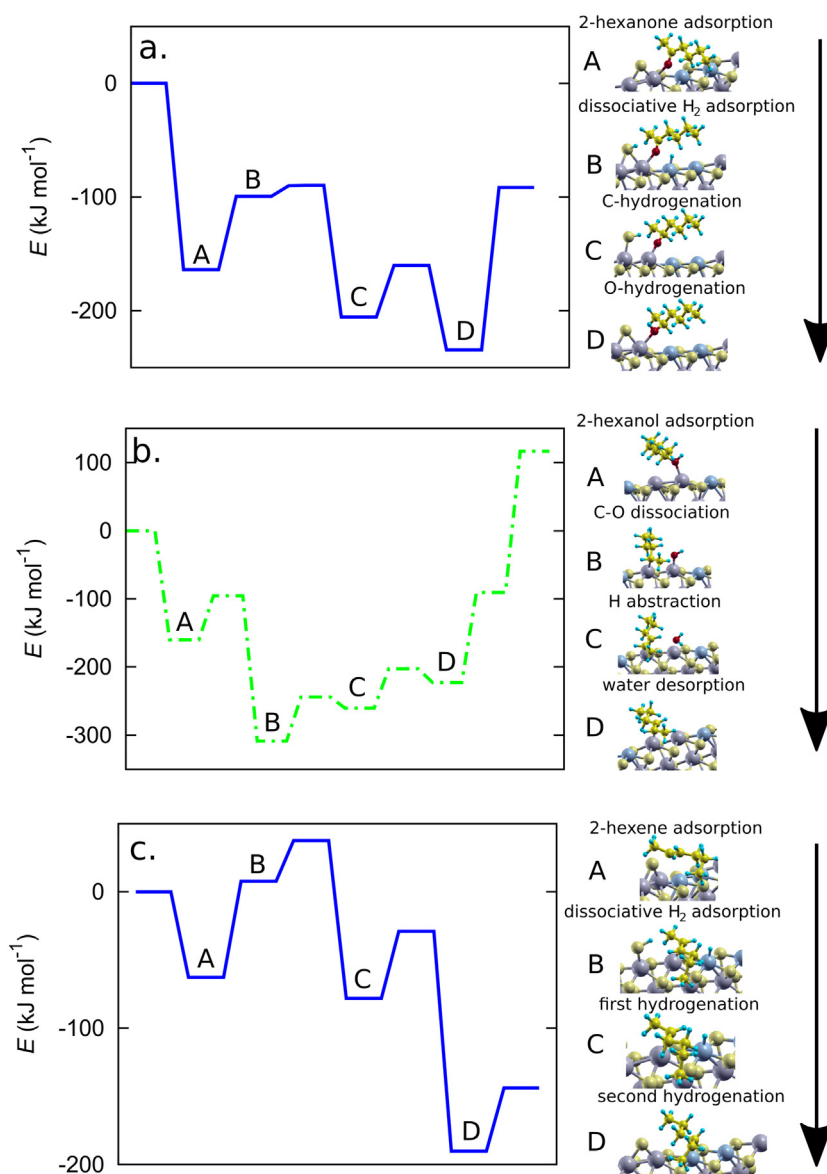 a.
0
-100
-200
E (kJ mol⁻¹)
A
B
C
D
2-hexanone adsorption
A
dissociative H₂ adsorption
B
C-hydrogenation
C
O-hydrogenation
D
b.
100
0
-100
-200
-300
E (kJ mol⁻¹)
A
B
C
D
2-hexanol adsorption
A
C-O dissociation
B
H abstraction
C
water desorption
D
c.
0
-100
-200
E (kJ mol⁻¹)
A
B
C
D
2-hexene adsorption
A
dissociative H₂ adsorption
B
first hydrogenation
C
second hydrogenation
D